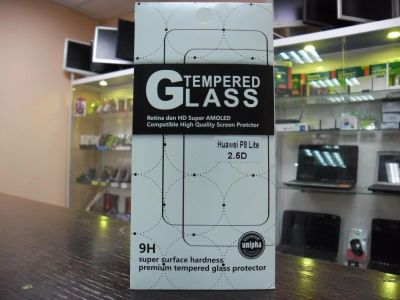 TEMPERED
GLASS
Retina dan HD Super AMOLED
Compatible High Quality Screen Protctor
Huawei P8 Lite
2.5D
9H
super surface hardness
premium tempered glass protector
unipha